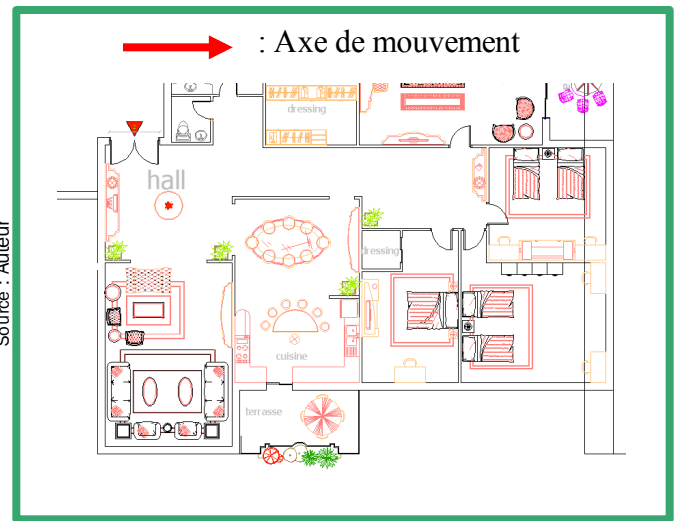 : Axe de mouvement
dressing
hall
dressing
cuisine
terrasse
Source : Auteur